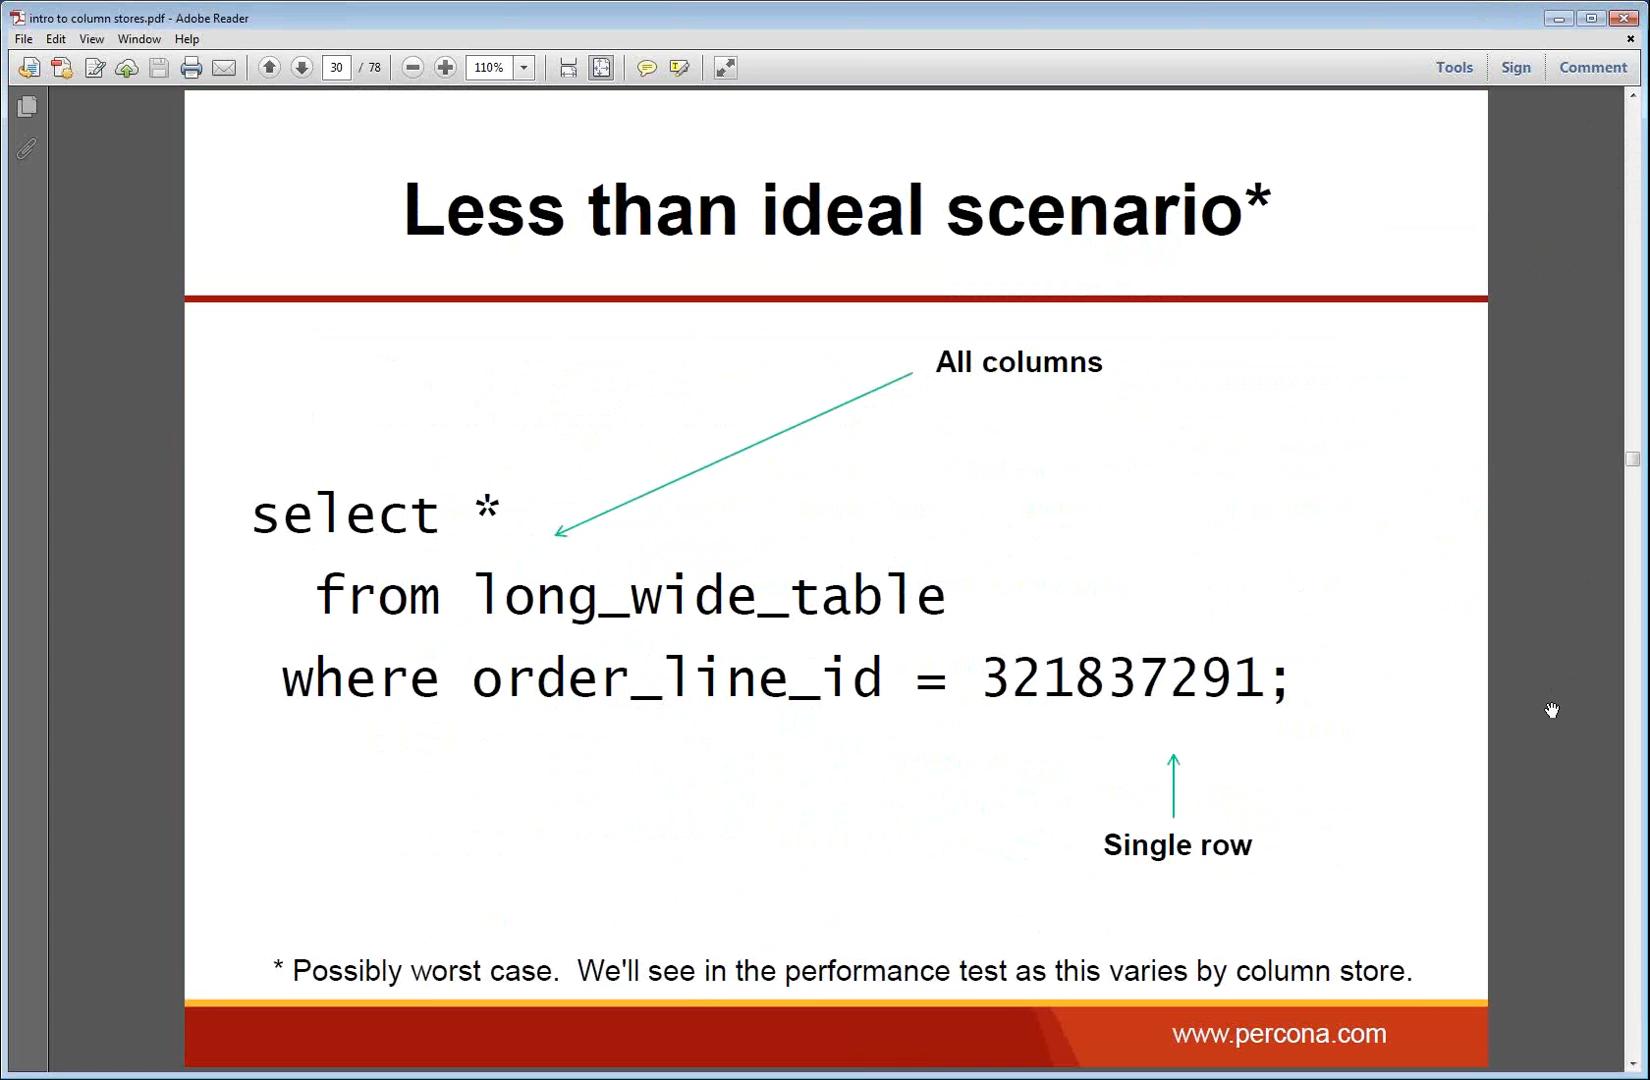 intro to column stores.pdf - Adobe Reader
File Edit View Window Help
30 / 78 110% Tools Sign Comment
Less than ideal scenario*
All columns
select *
from long_wide_table
where order_line_id = 321837291;
Single row
* Possibly worst case. We'll see in the performance test as this varies by column store.
www.percona.com